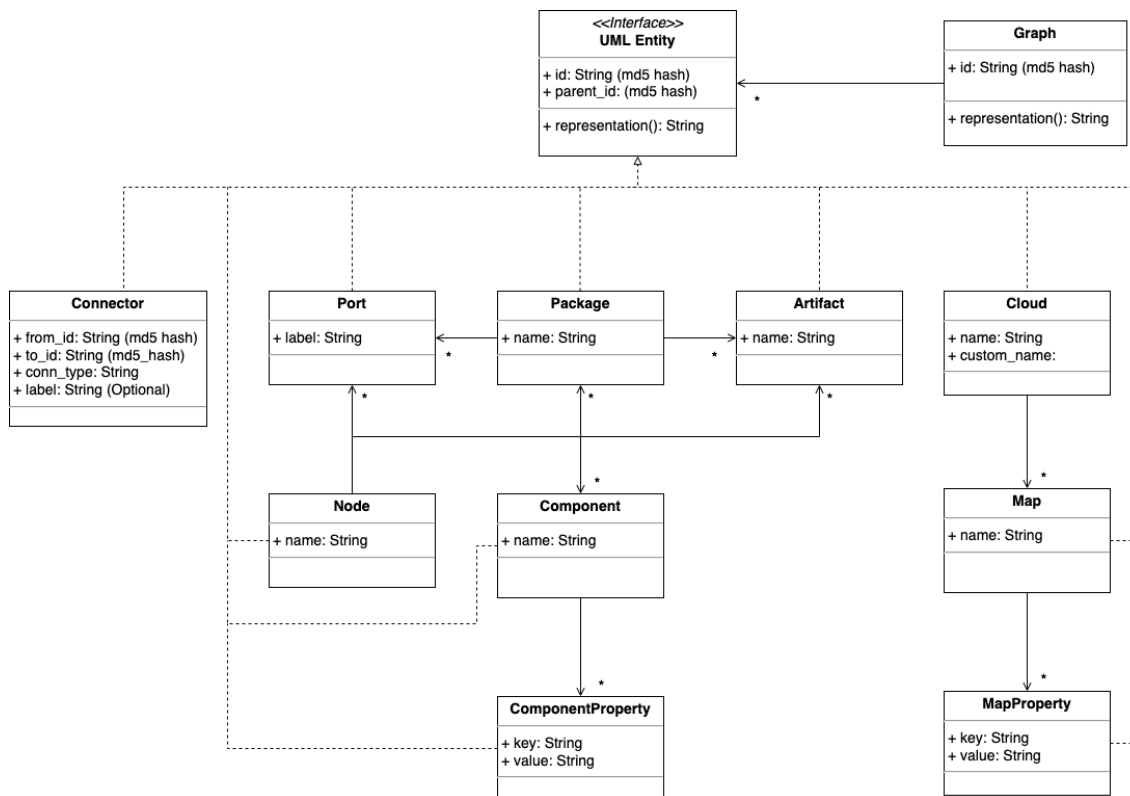 <<Interface>>
UML Entity
+ id: String (md5 hash)
+ parent_id: (md5 hash)
+ representation(): String
Graph
+ id: String (md5 hash)
+ representation(): String
*
Connector
+ from_id: String (md5 hash)
+ to_id: String (md5_hash)
+ conn_type: String
+ label: String (Optional)
Port
+ label: String
*
Package
+ name: String
*
Artifact
+ name: String
Cloud
+ name: String
+ custom_name:
*
*
*
*
*
Node
+ name: String
Component
+ name: String
Map
+ name: String
*
*
ComponentProperty
+ key: String
+ value: String
MapProperty
+ key: String
+ value: String